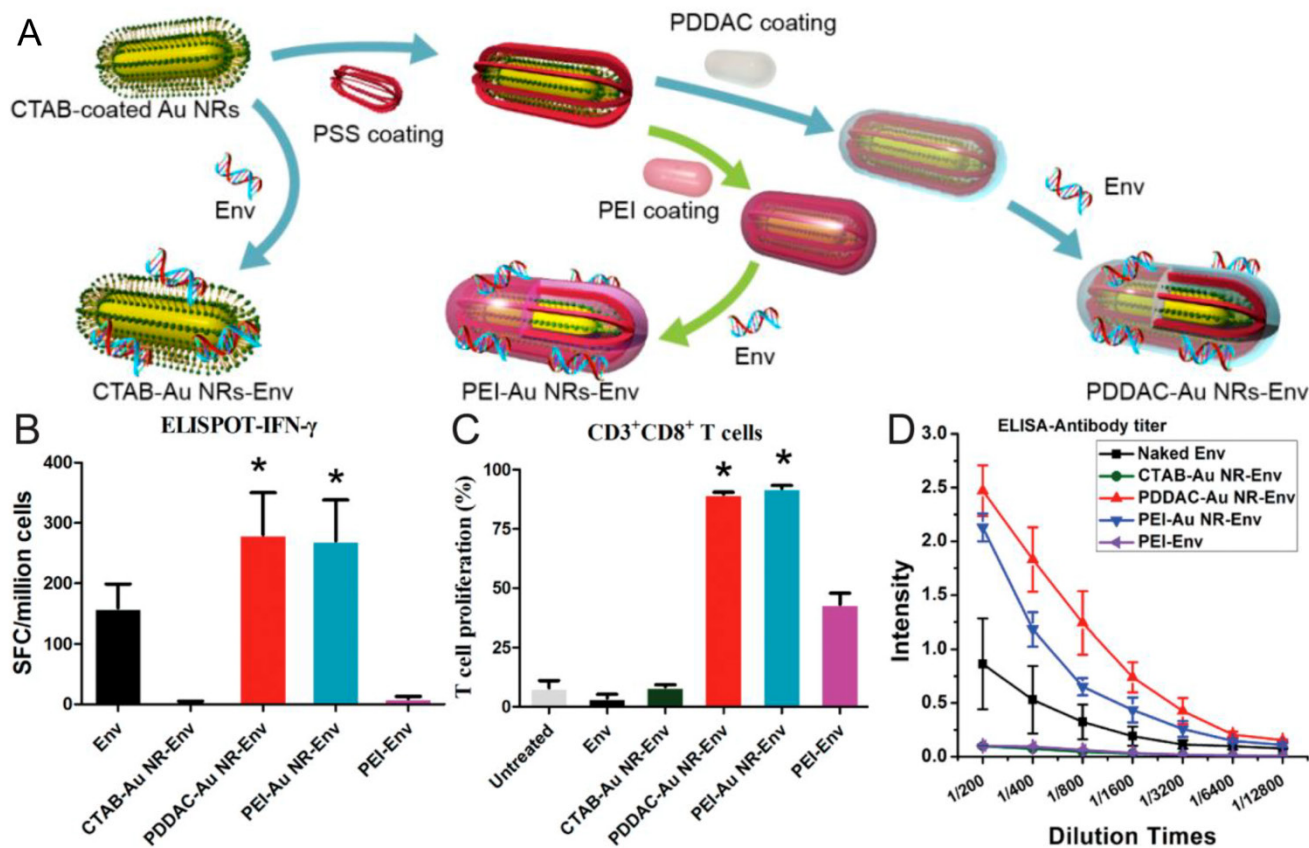 A
CTAB-coated Au NRs
PSS coating
PDDAC coating
Env
PEI coating
Env
Env
CTAB-Au NRs-Env
PEI-Au NRs-Env
PDDAC-Au NRs-Env
B
ELISPOT-IFN-γ
SFC/million cells
400
300
200
100
0
Env
CTAB-Au NR-Env
PDDAC-Au NR-Env
PEI-Au NR-Env
PEI-Env
* *
C
CD3+CD8+ T cells
T cell proliferation (%)
100
75
50
25
0
Untreated
Env
CTAB-Au NR-Env
PDDAC-Au NR-Env
PEI-Au NR-Env
PEI-Env
* *
D
ELISA-Antibody titer
Naked Env
CTAB-Au NR-Env
PDDAC-Au NR-Env
PEI-Au NR-Env
PEI-Env
Intensity
3.0
2.5
2.0
1.5
1.0
0.5
0.0
1/200
1/400
1/800
1/1600
1/3200
1/6400
1/12800
Dilution Times